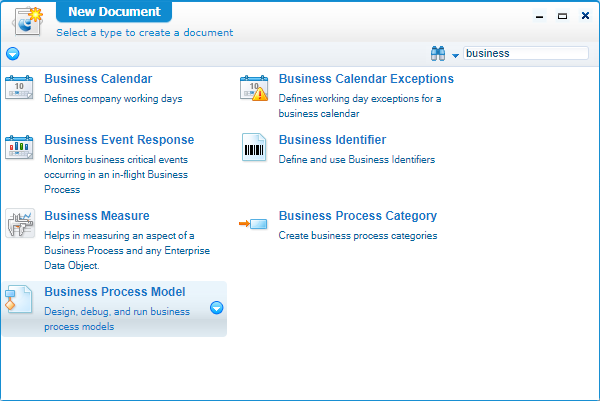 New Document
Select a type to create a document
business
10
Business Calendar
Defines company working days
10
Business Calendar Exceptions
Defines working day exceptions for a
business calendar
Business Event Response
Monitors business critical events
occurring in an in-flight Business
Process
Business Identifier
Define and use Business Identifiers
Business Measure
Helps in measuring an aspect of a
Business Process and any Enterprise
Data Object.
Business Process Category
Create business process categories
Business Process Model
Design, debug, and run business
process models